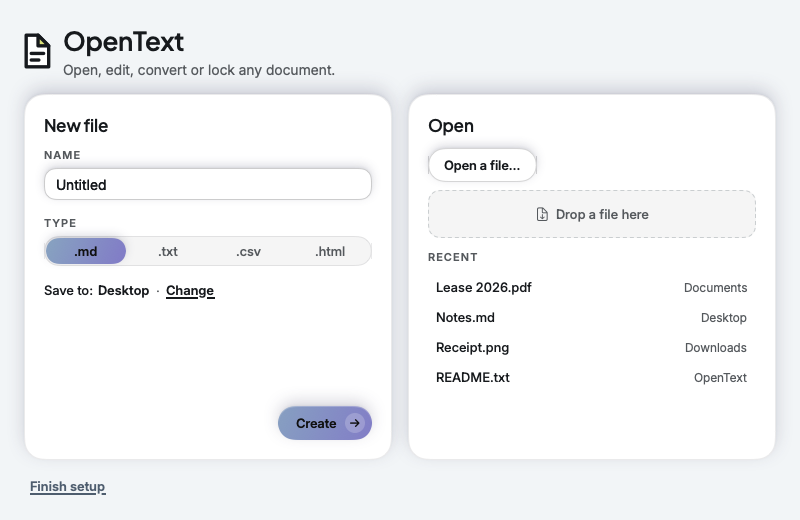 OpenText
Open, edit, convert or lock any document.
New file
NAME
Untitled
TYPE
.md .txt .csv .html
Save to: Desktop · Change
Create
Open
Open a file...
Drop a file here
RECENT
Lease 2026.pdf Documents
Notes.md Desktop
Receipt.png Downloads
README.txt OpenText
Finish setup